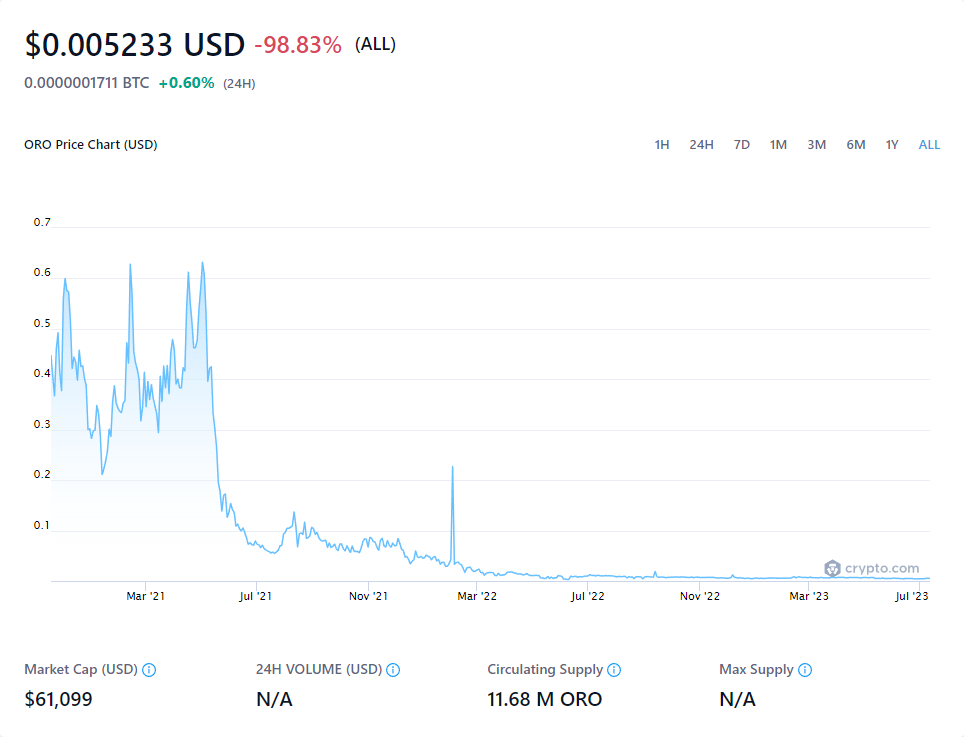 $0.005233 USD -98.83% (ALL)
0.0000001711 BTC +0.60% (24H)
ORO Price Chart (USD) 1H 24H 7D 1M 3M 6M 1Y ALL
0.7
0.6
0.5
0.4
0.3
0.2
0.1
crypto.com
Mar '21 Jul '21 Nov '21 Mar '22 Jul '22 Nov '22 Mar '23 Jul '23
Market Cap (USD) 24H VOLUME (USD) Circulating Supply Max Supply
$61,099 N/A 11.68 M ORO N/A